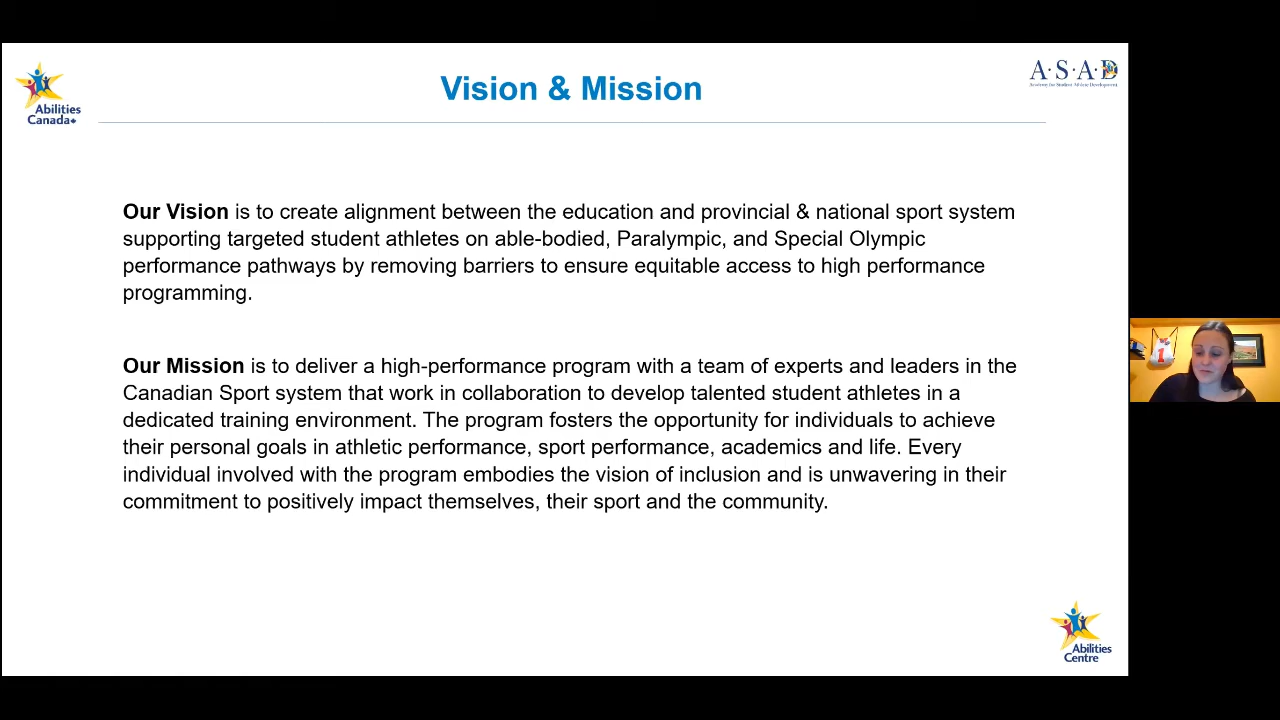 Vision & Mission
Abilities
Canada
A·S·A·D
Academy for Student Athlete Development
Our Vision is to create alignment between the education and provincial & national sport system
supporting targeted student athletes on able-bodied, Paralympic, and Special Olympic
performance pathways by removing barriers to ensure equitable access to high performance
programming.
Our Mission is to deliver a high-performance program with a team of experts and leaders in the
Canadian Sport system that work in collaboration to develop talented student athletes in a
dedicated training environment. The program fosters the opportunity for individuals to achieve
their personal goals in athletic performance, sport performance, academics and life. Every
individual involved with the program embodies the vision of inclusion and is unwavering in their
commitment to positively impact themselves, their sport and the community.
1
Abilities
Centre